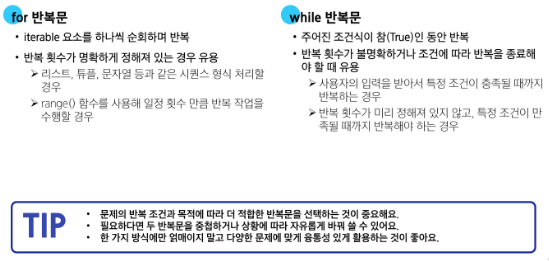 for 반복문
• iterable 요소를 하나씩 순회하며 반복
• 반복 횟수가 명확하게 정해져 있는 경우 유용
➢ 리스트, 튜플, 문자열 등과 같은 시퀀스 형식 처리할
경우
➢ range() 함수를 사용해 일정 횟수 만큼 반복 작업을
수행할 경우
while 반복문
• 주어진 조건식이 참(True)인 동안 반복
• 반복 횟수가 불명확하거나 조건에 따라 반복을 종료해
야 할 때 유용
➢ 사용자의 입력을 받아서 특정 조건이 충족될 때까지
반복하는 경우
➢ 반복 횟수가 미리 정해져 있지 않고, 특정 조건이 만
족될 때까지 반복해야 하는 경우
TIP
• 문제의 반복 조건과 목적에 따라 더 적합한 반복문을 선택하는 것이 중요해요.
• 필요하다면 두 반복문을 중첩하거나 상황에 따라 자유롭게 바꿔 쓸 수 있어요.
• 한 가지 방식에만 얽매이지 말고 다양한 문제에 맞게 융통성 있게 활용하는 것이 좋아요.